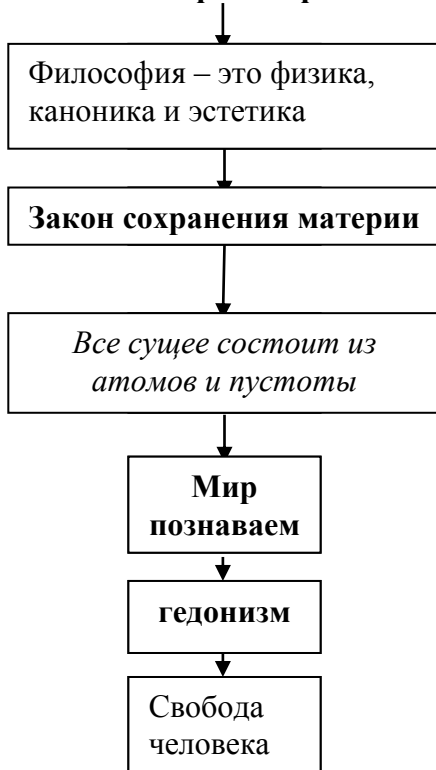 Философия – это физика,
каноника и эстетика
Закон сохранения материи
Все сущее состоит из
атомов и пустоты
Мир
познаваем
гедонизм
Свобода
человека